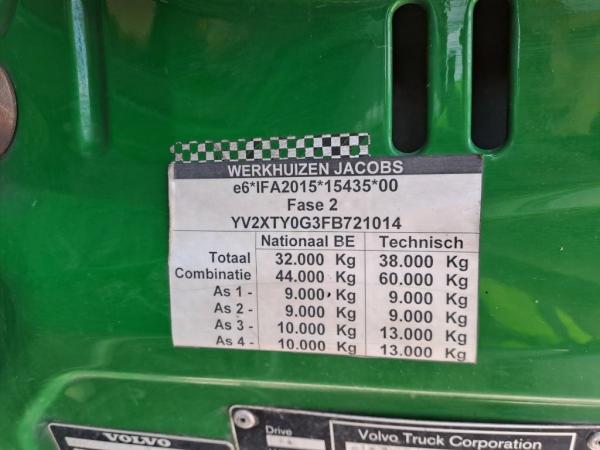 WERKHUIZEN JACOBS
e6*IFA2015*15435*00
Fase 2
YV2XTY0G3FB721014
Nationaal BE Technisch
Totaal 32.000 Kg 38.000 Kg
Combinatie 44.000 Kg 60.000 Kg
As 1 - 9.000 Kg 9.000 Kg
As 2 - 9.000 Kg 9.000 Kg
As 3 - 10.000 Kg 13.000 Kg
As 4 - 10.000 Kg 13.000 Kg
VOLVO
Drive
Volvo Truck Corporation